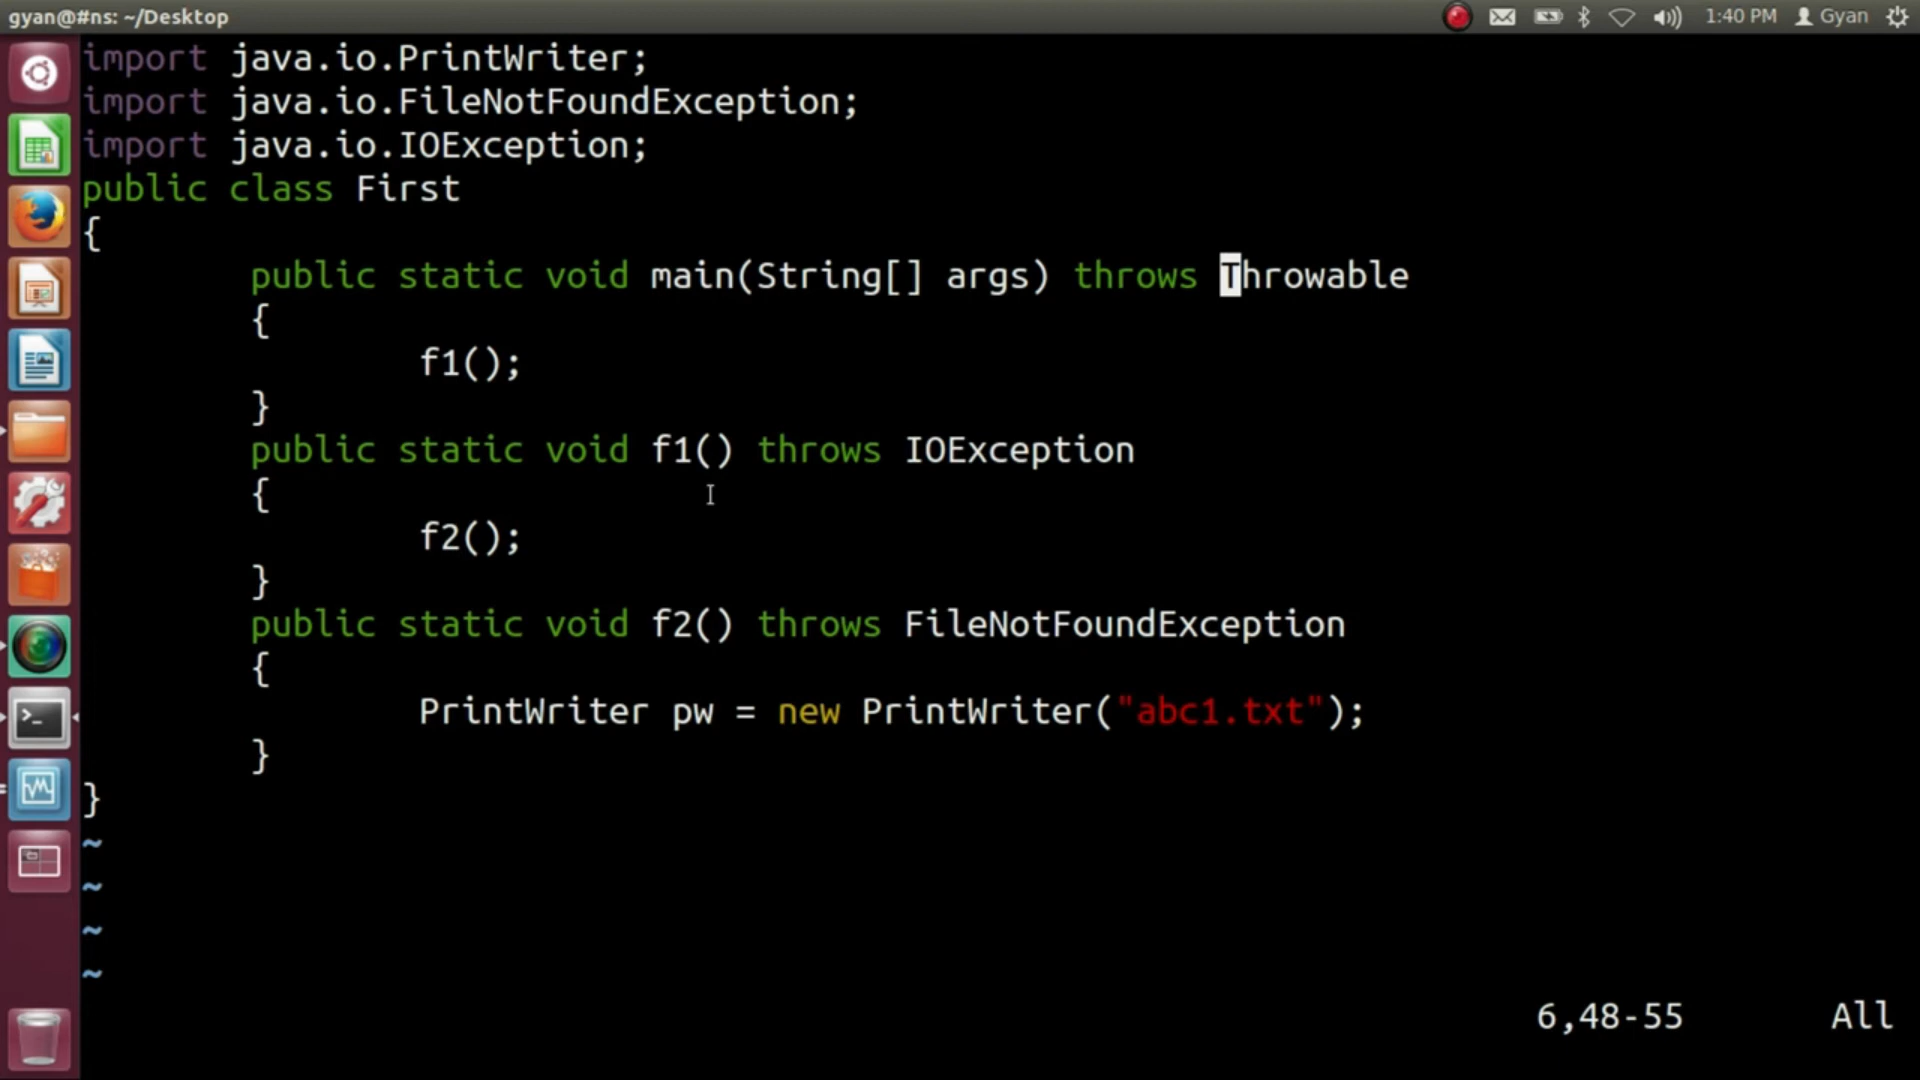 gyan@#ns: ~/Desktop
1:40 PM Gyan
import java.io.PrintWriter;
import java.io.FileNotFoundException;
import java.io.IOException;
public class First
{
public static void main(String[] args) throws Throwable
{
f1();
}
public static void f1() throws IOException
{
f2();
}
public static void f2() throws FileNotFoundException
{
PrintWriter pw = new PrintWriter("abc1.txt");
}
}
~
~
~
~
6,48-55 All